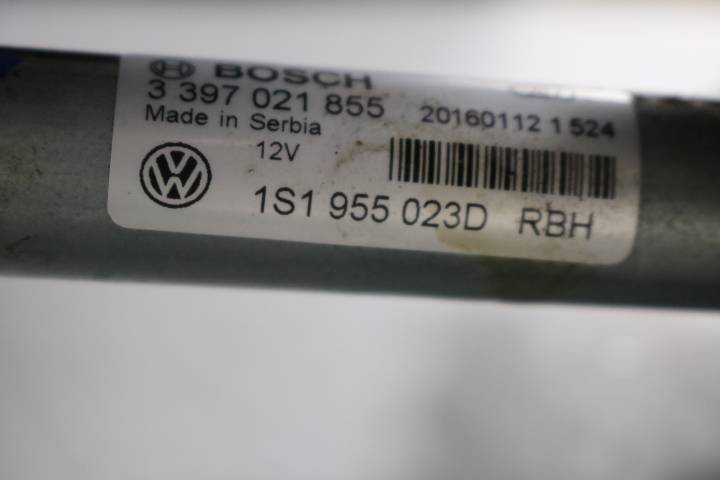 BOSCH
3 397 021 855
20160112 1 524
Made in Serbia
12V
1S1 955 023D RBH